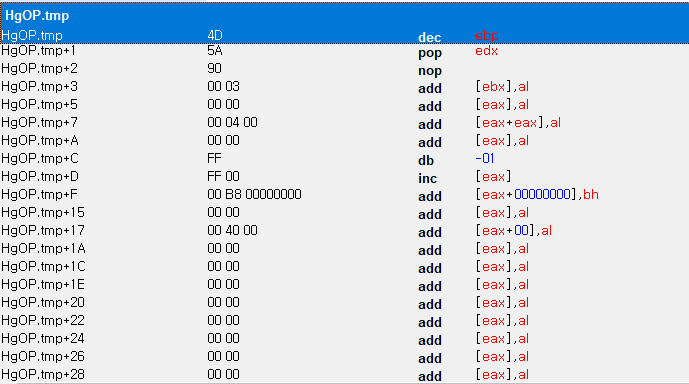 HgOP.tmp
HgOP.tmp 4D dec ebp
HgOP.tmp+1 5A pop edx
HgOP.tmp+2 90 nop
HgOP.tmp+3 00 03 add [ebx],al
HgOP.tmp+5 00 00 add [eax],al
HgOP.tmp+7 00 04 00 add [eax+eax],al
HgOP.tmp+A 00 00 add [eax],al
HgOP.tmp+C FF db -01
HgOP.tmp+D FF 00 inc [eax]
HgOP.tmp+F 00 B8 00000000 add [eax+00000000],bh
HgOP.tmp+15 00 00 add [eax],al
HgOP.tmp+17 00 40 00 add [eax+00],al
HgOP.tmp+1A 00 00 add [eax],al
HgOP.tmp+1C 00 00 add [eax],al
HgOP.tmp+1E 00 00 add [eax],al
HgOP.tmp+20 00 00 add [eax],al
HgOP.tmp+22 00 00 add [eax],al
HgOP.tmp+24 00 00 add [eax],al
HgOP.tmp+26 00 00 add [eax],al
HgOP.tmp+28 00 00 add [eax],al